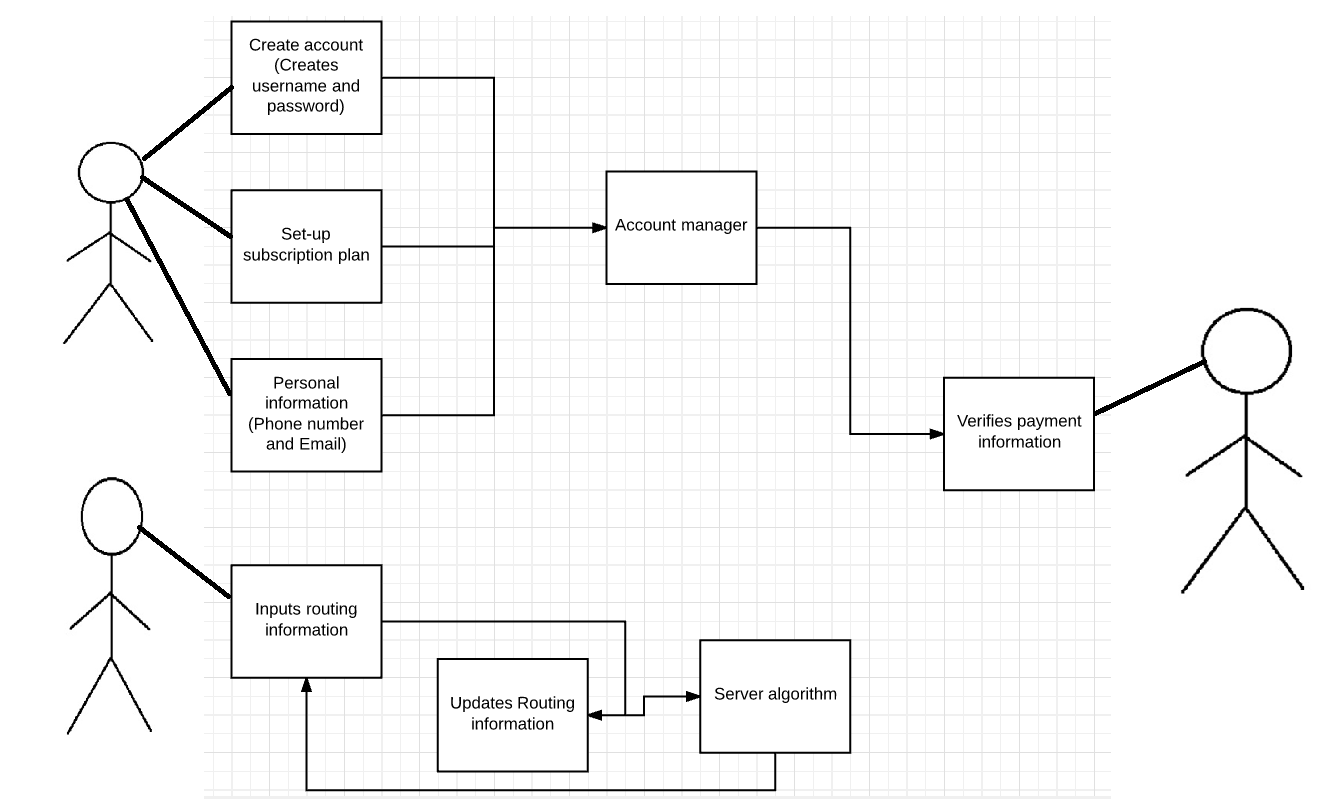 Create account
(Creates
username and
password)
Set-up
subscription plan
Account manager
Personal
information
(Phone number
and Email)
Verifies payment
information
Inputs routing
information
Updates Routing
information
Server algorithm